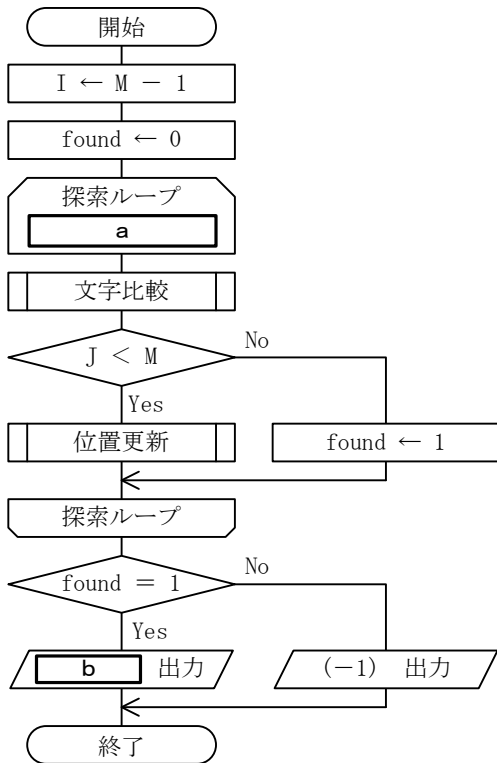 開始
I ← M － 1
found ← 0
探索ループ
a
文字比較
J < M
No
Yes
位置更新
found ← 1
探索ループ
found = 1
No
Yes
b 出力
(－1) 出力
終了